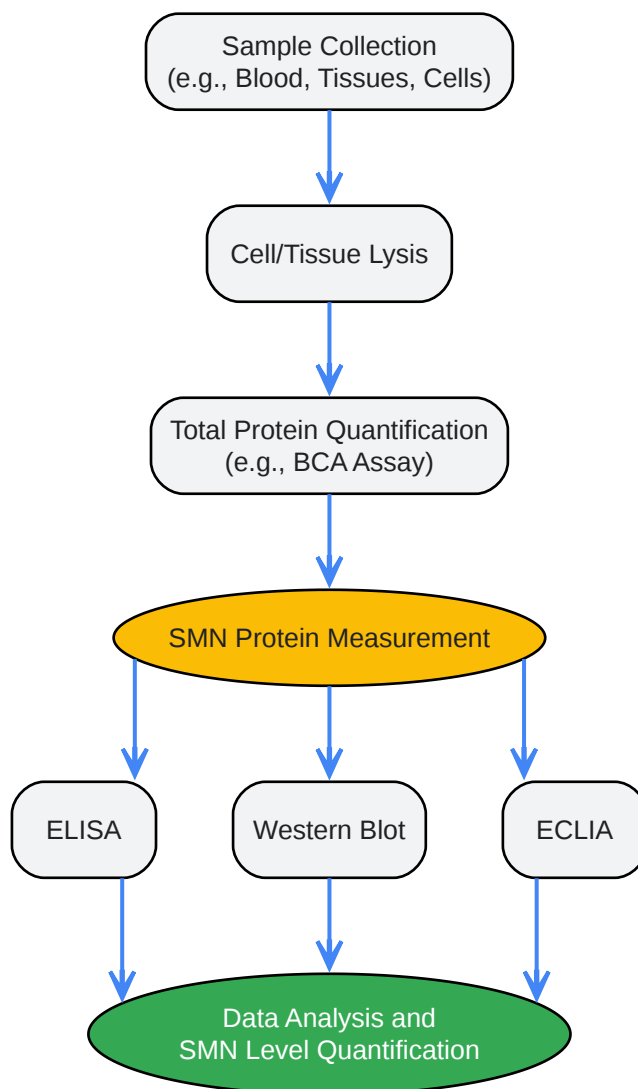 Sample Collection
(e.g., Blood, Tissues, Cells)
Cell/Tissue Lysis
Total Protein Quantification
(e.g., BCA Assay)
SMN Protein Measurement
ELISA
Western Blot
ECLIA
Data Analysis and
SMN Level Quantification